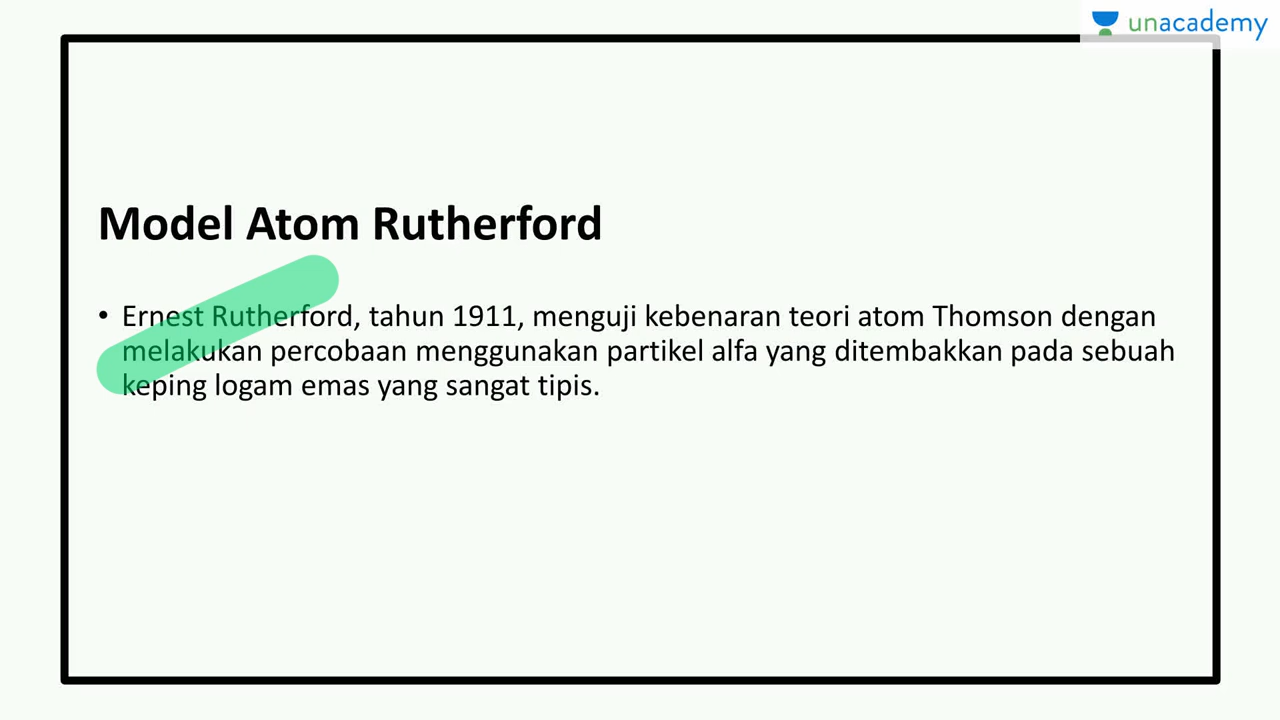 unacademy
Model Atom Rutherford
• Ernest Rutherford, tahun 1911, menguji kebenaran teori atom Thomson dengan
melakukan percobaan menggunakan partikel alfa yang ditembakkan pada sebuah
keping logam emas yang sangat tipis.